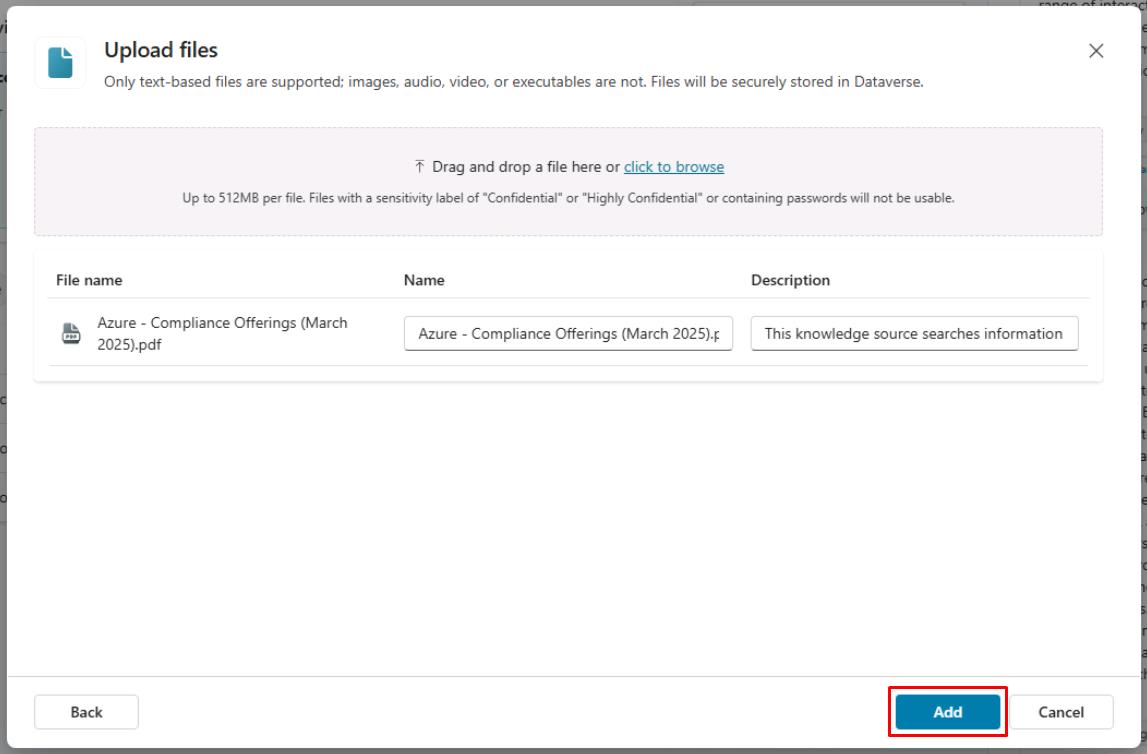 Upload files
Only text-based files are supported; images, audio, video, or executables are not. Files will be securely stored in Dataverse.
Drag and drop a file here or click to browse
Up to 512MB per file. Files with a sensitivity label of "Confidential" or "Highly Confidential" or containing passwords will not be usable.
File name Name Description
Azure - Compliance Offerings (March
2025).pdf
PDF
Azure - Compliance Offerings (March 2025).p
This knowledge source searches information
Back
Add
Cancel